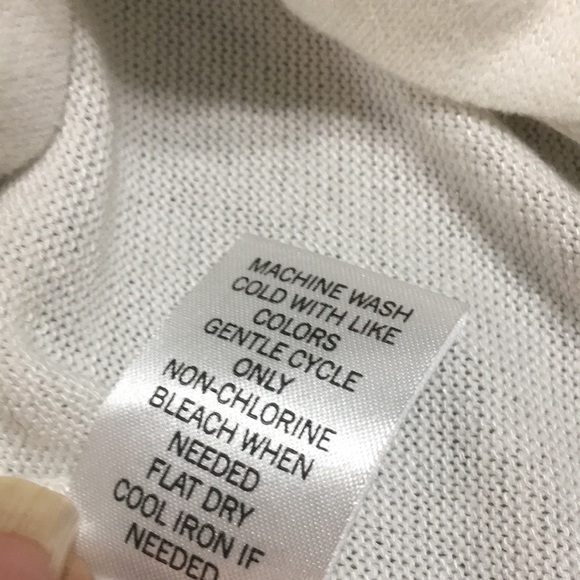 MACHINE WASH
COLD WITH LIKE
COLORS
GENTLE CYCLE
ONLY
NON-CHLORINE
BLEACH WHEN
NEEDED
FLAT DRY
COOL IRON IF
NEEDED